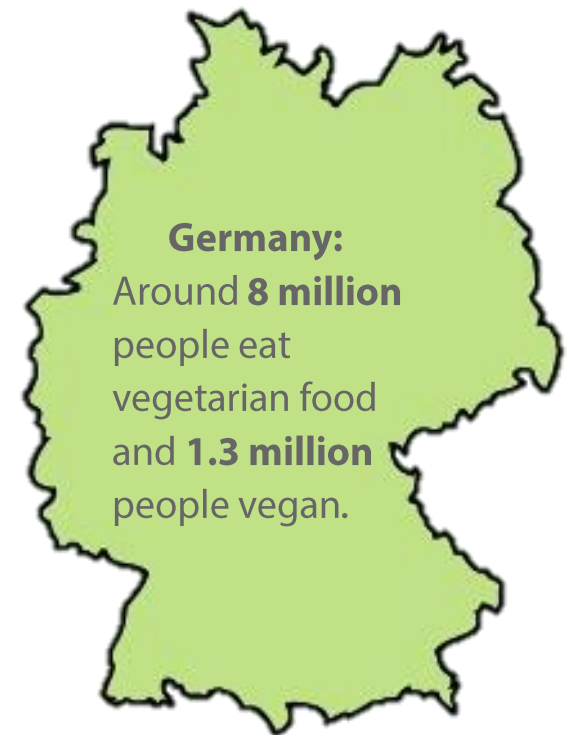 Germany:
Around 8 million
people eat
vegetarian food
and 1.3 million
people vegan.